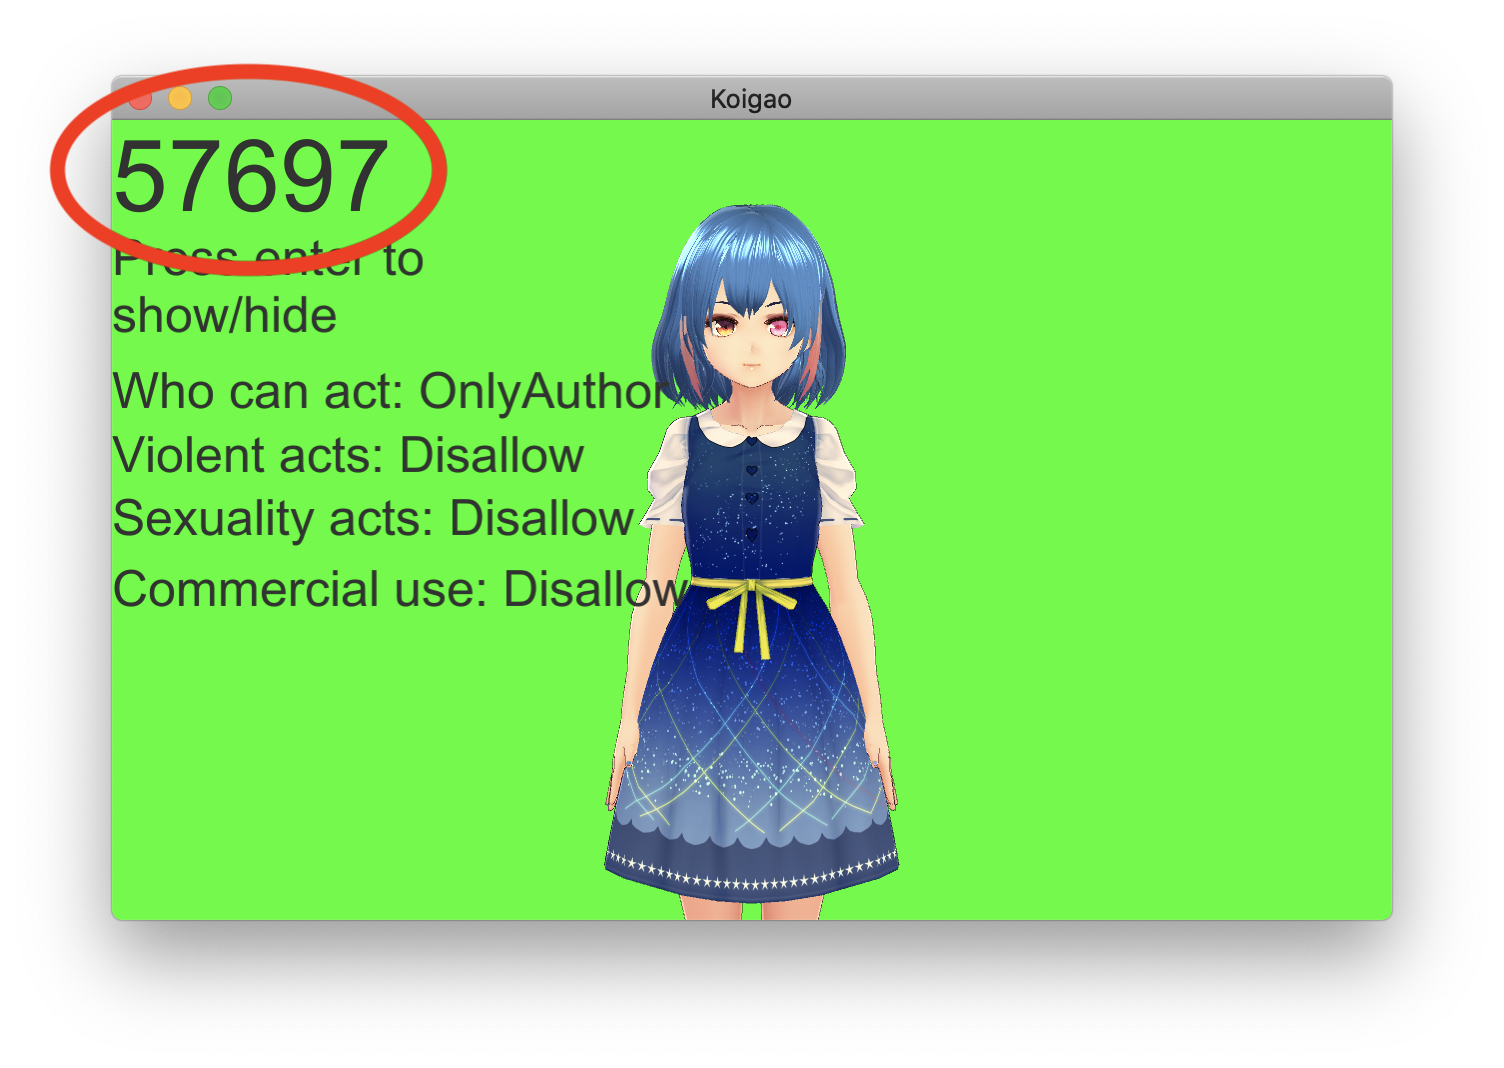 Koigao
57697
Press enter to
show/hide
Who can act: OnlyAuthor
Violent acts: Disallow
Sexuality acts: Disallow
Commercial use: Disallow